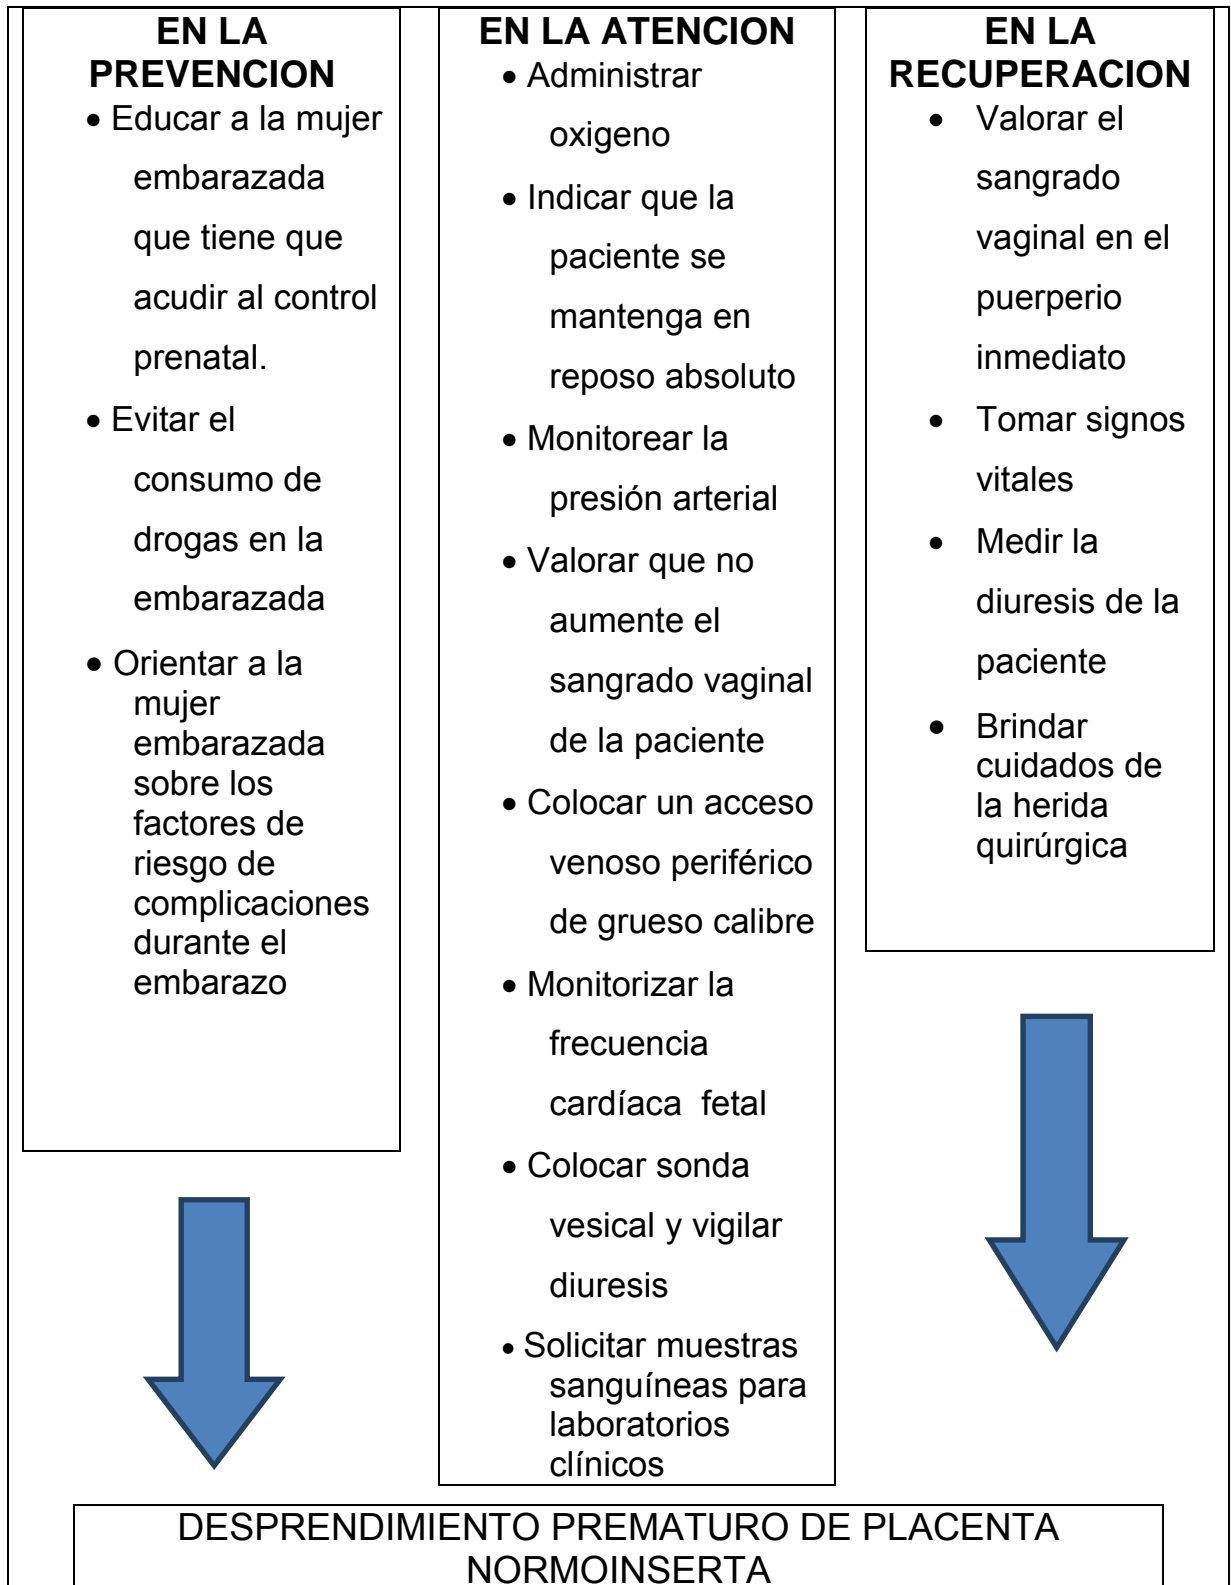 EN LA
PREVENCION
• Educar a la mujer
embarazada
que tiene que
acudir al control
prenatal.
• Evitar el
consumo de
drogas en la
embarazada
• Orientar a la
mujer
embarazada
sobre los
factores de
riesgo de
complicaciones
durante el
embarazo
EN LA ATENCION
• Administrar
oxigeno
• Indicar que la
paciente se
mantenga en
reposo absoluto
• Monitorear la
presión arterial
• Valorar que no
aumente el
sangrado vaginal
de la paciente
• Colocar un acceso
venoso periférico
de grueso calibre
• Monitorizar la
frecuencia
cardíaca  fetal
• Colocar sonda
vesical y vigilar
diuresis
• Solicitar muestras
sanguíneas para
laboratorios
clínicos
EN LA
RECUPERACION
• Valorar el
sangrado
vaginal en el
puerperio
inmediato
• Tomar signos
vitales
• Medir la
diuresis de la
paciente
• Brindar
cuidados de
la herida
quirúrgica
DESPRENDIMIENTO PREMATURO DE PLACENTA
NORMOINSERTA